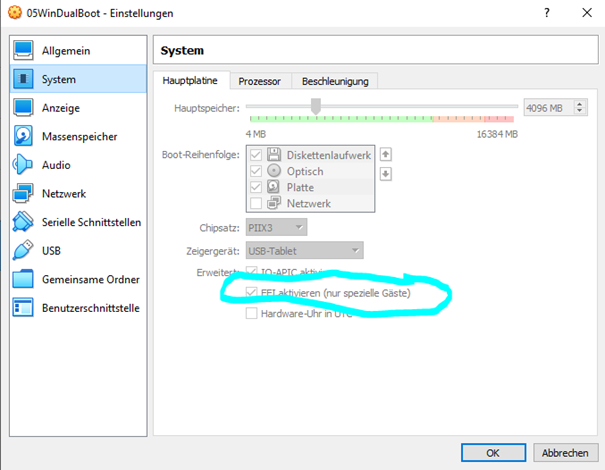 05WinDualBoot - Einstellungen
?
Allgemein
System
Anzeige
Massenspeicher
Audio
Netzwerk
Serielle Schnittstellen
USB
Gemeinsame Ordner
Benutzerschnittstelle
System
Hauptplatine Prozessor Beschleunigung
Hauptspeicher: 4096 MB
4 MB 16384 MB
Boot-Reihenfolge: Diskettenlaufwerk
Optisch
Platte
Netzwerk
Chipsatz: PIIX3
Zeigergerät: USB-Tablet
Erweitert: IO-APIC aktivieren
EFI aktivieren (nur spezielle Gäste)
Hardware-Uhr in UTC
OK Abbrechen